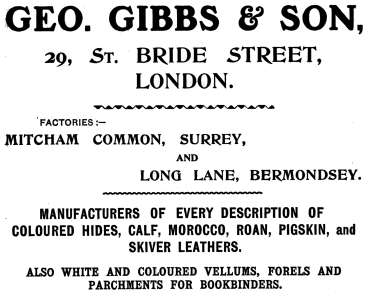 GEO. GIBBS & SON,
29, ST. BRIDE STREET,
LONDON.
FACTORIES:—
MITCHAM COMMON, SURREY,
AND
LONG LANE, BERMONDSEY.
MANUFACTURERS OF EVERY DESCRIPTION OF
COLOURED HIDES, CALF, MOROCCO, ROAN, PIGSKIN, and
SKIVER LEATHERS.
ALSO WHITE AND COLOURED VELLUMS, FORELS AND
PARCHMENTS FOR BOOKBINDERS.